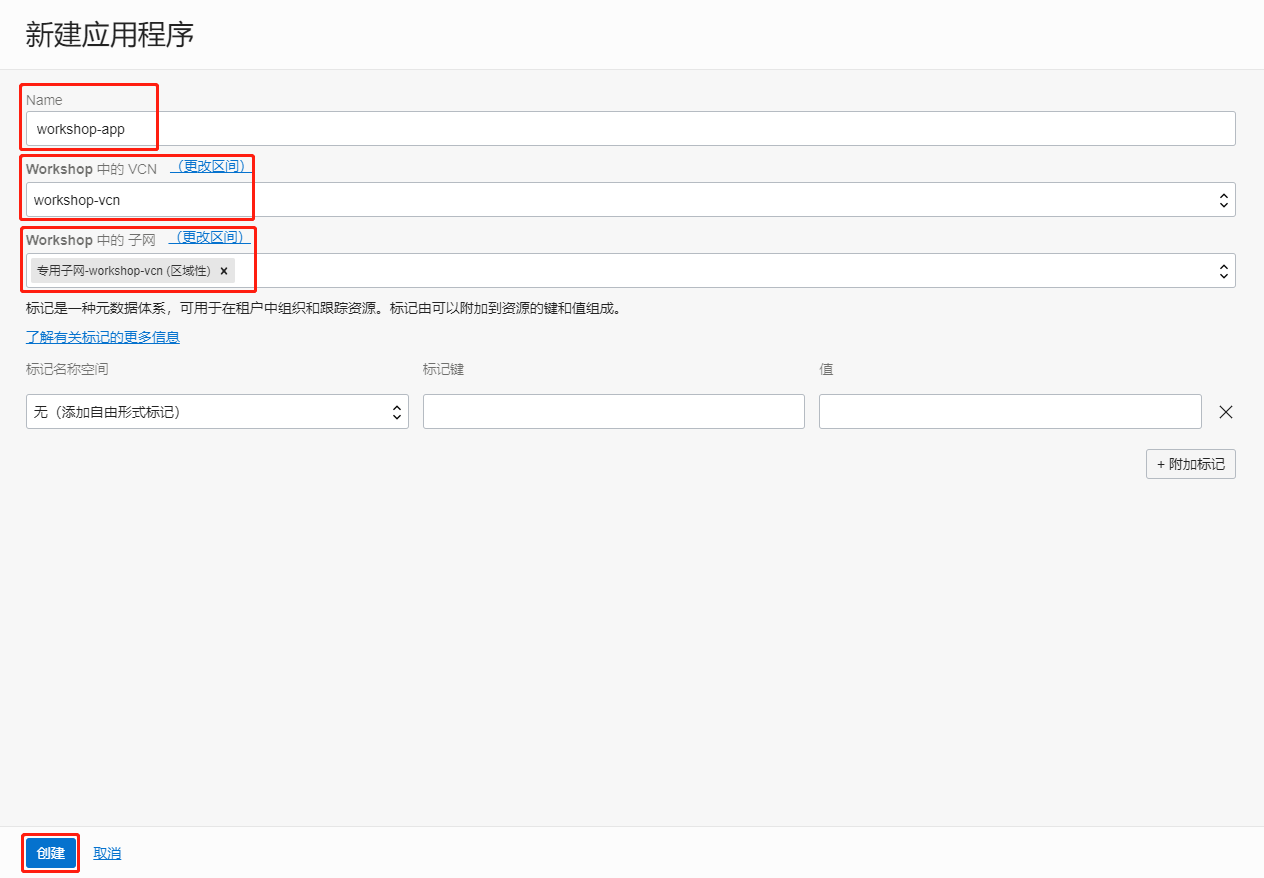 新建应用程序
Name
workshop-app
Workshop 中的 VCN （更改区间）
workshop-vcn
Workshop 中的 子网 （更改区间）
专用子网-workshop-vcn (区域性) ×
标记是一种元数据体系，可用于在租户中组织和跟踪资源。标记由可以附加到资源的键和值组成。
了解有关标记的更多信息
标记名称空间 标记键 值
无（添加自由形式标记）
+ 附加标记
创建 取消